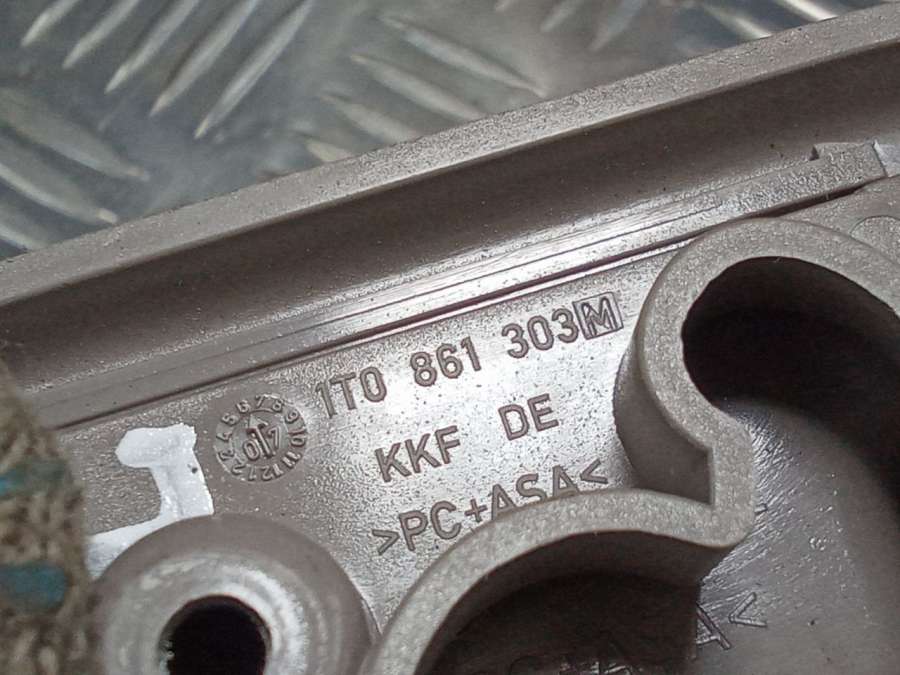 1T0 861 303 M
KKF DE
>PC+ASA<